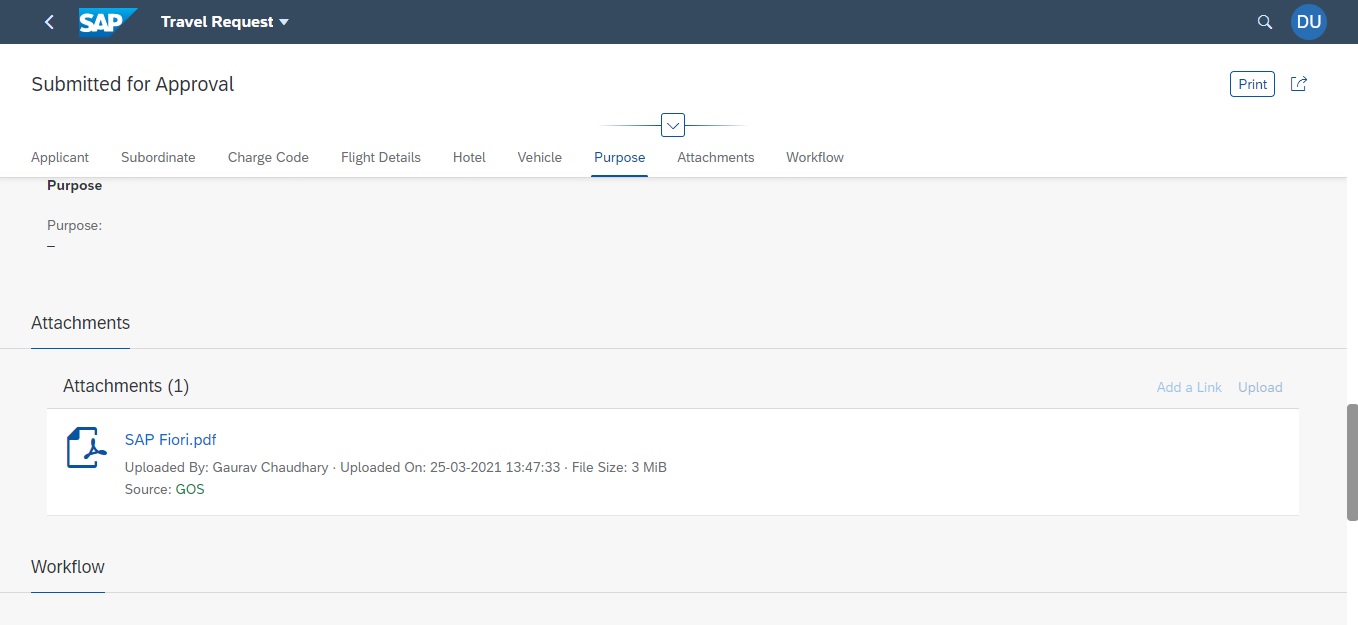 SAP Travel Request DU
Submitted for Approval Print
Applicant Subordinate Charge Code Flight Details Hotel Vehicle Purpose Attachments Workflow
Purpose
Purpose:
–
Attachments
Attachments (1) Add a Link Upload
SAP Fiori.pdf
Uploaded By: Gaurav Chaudhary · Uploaded On: 25-03-2021 13:47:33 · File Size: 3 MiB
Source: GOS
Workflow